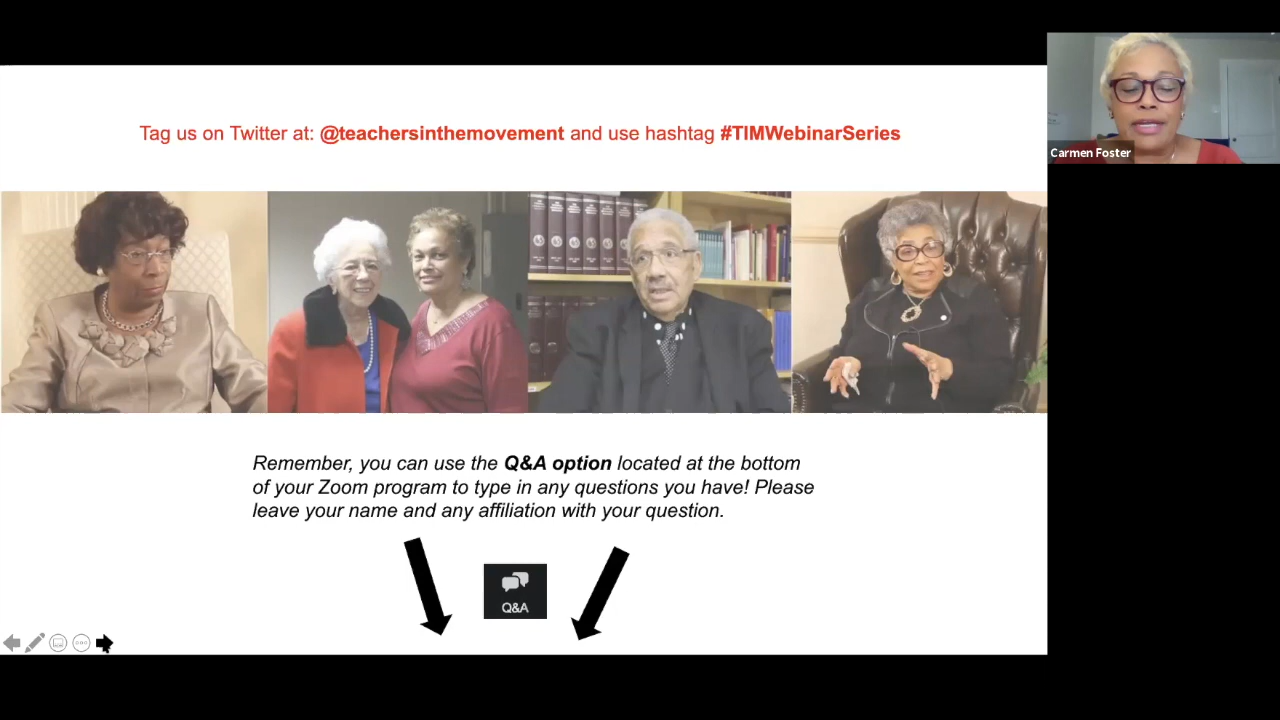 Tag us on Twitter at: @teachersinthemovement and use hashtag #TIMWebinarSeries
Carmen Foster
Remember, you can use the Q&A option located at the bottom
of your Zoom program to type in any questions you have! Please
leave your name and any affiliation with your question.
Q&A